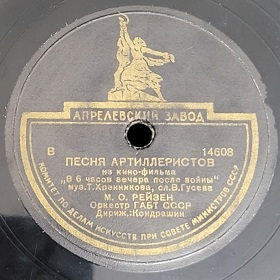 АПРЕЛЕВСКИЙ ЗАВОД
В 14608
ПЕСНЯ АРТИЛЛЕРИСТОВ
из кино-фильма
„В 6 часов вечера после войны"
муз.Т.Хренникова, сл.В.Гусева
М. О. РЕЙЗЕН
Оркестр ГАБТ СССР
Дириж.: Кондрашин
КОМИТЕТ ПО ДЕЛАМ ИСКУССТВ ПРИ СОВЕТЕ МИНИСТРОВ СССР